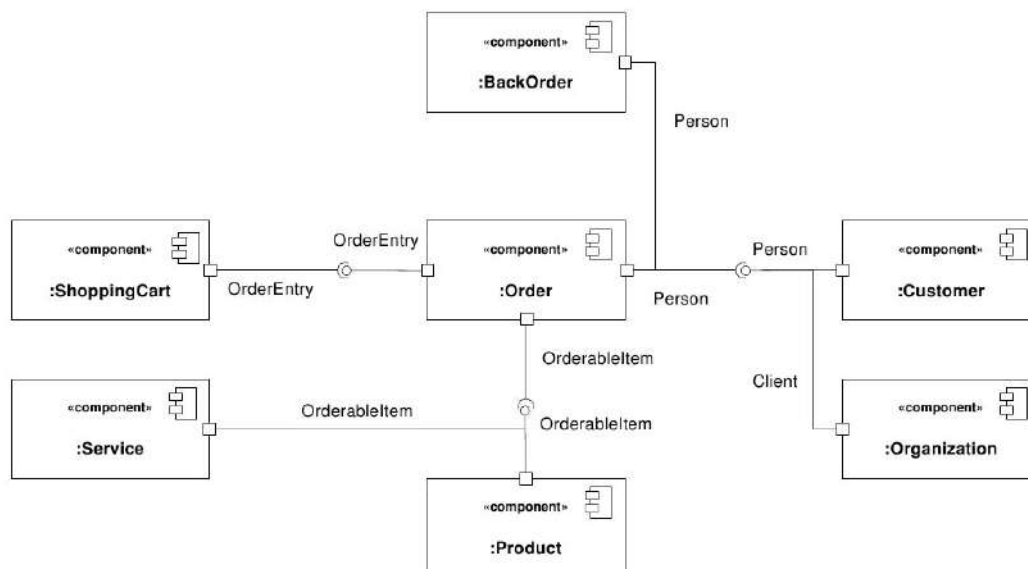 «component»
:BackOrder
Person
«component»
:ShoppingCart
OrderEntry
OrderEntry
«component»
:Order
Person
Person
«component»
:Customer
OrderableItem
Client
«component»
:Service
OrderableItem
OrderableItem
«component»
:Organization
«component»
:Product